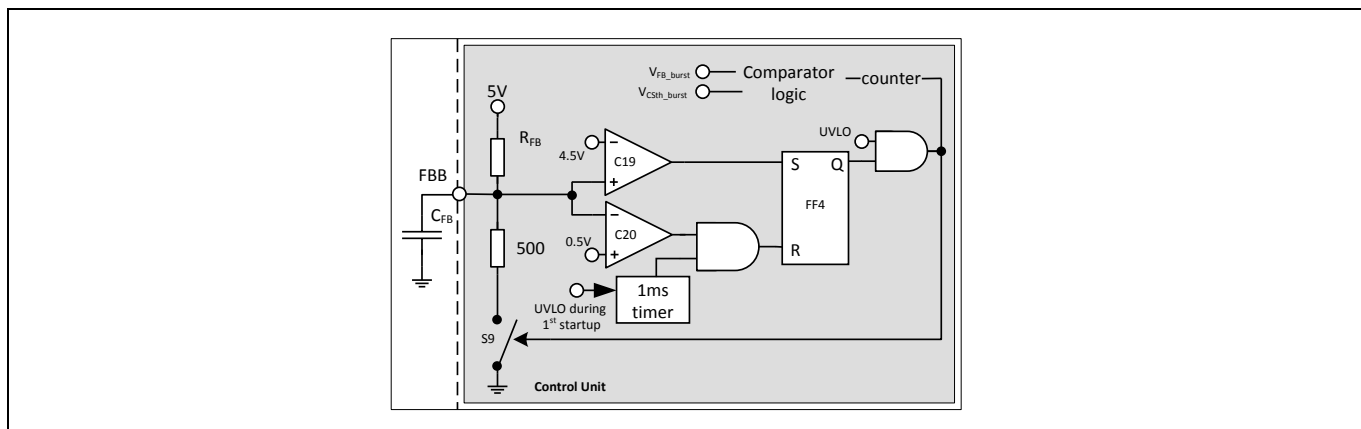 V_FB_burst
Comparator logic
counter
V_CSth_burst
5V
R_FB
UVLO
4.5V
C19
S
Q
FBB
FF4
C_FB
500
C20
0.5V
R
1ms timer
UVLO during 1st startup
S9
Control Unit